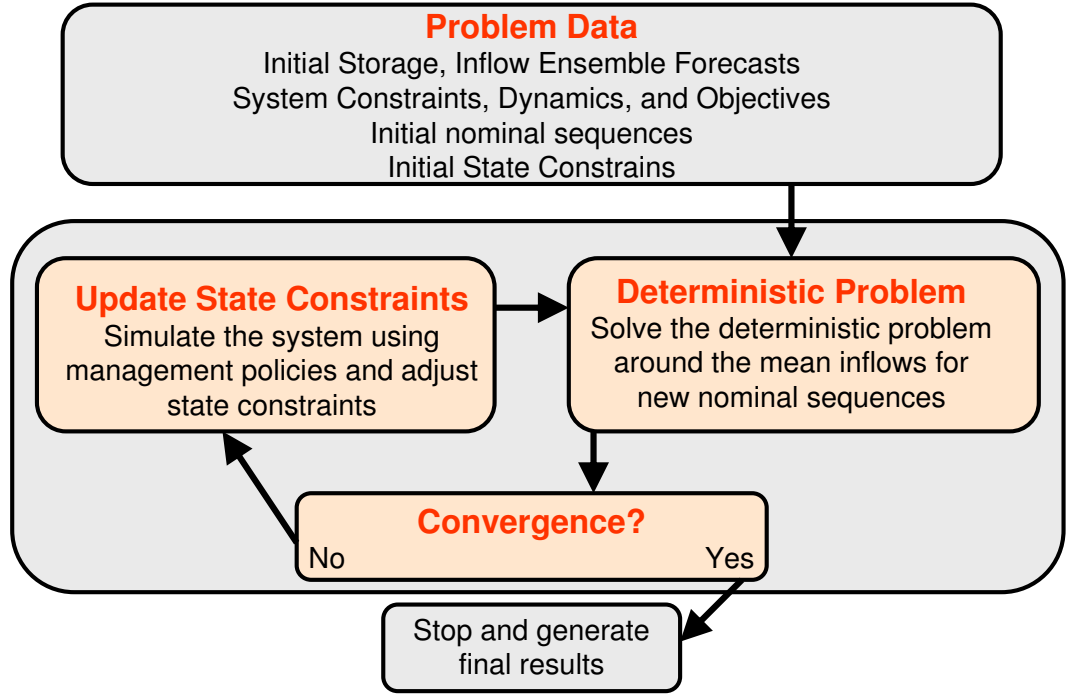 Problem Data
Initial Storage, Inflow Ensemble Forecasts
System Constraints, Dynamics, and Objectives
Initial nominal sequences
Initial State Constrains
Update State Constraints
Simulate the system using
management policies and adjust
state constraints
Deterministic Problem
Solve the deterministic problem
around the mean inflows for
new nominal sequences
Convergence?
No
Yes
Stop and generate
final results